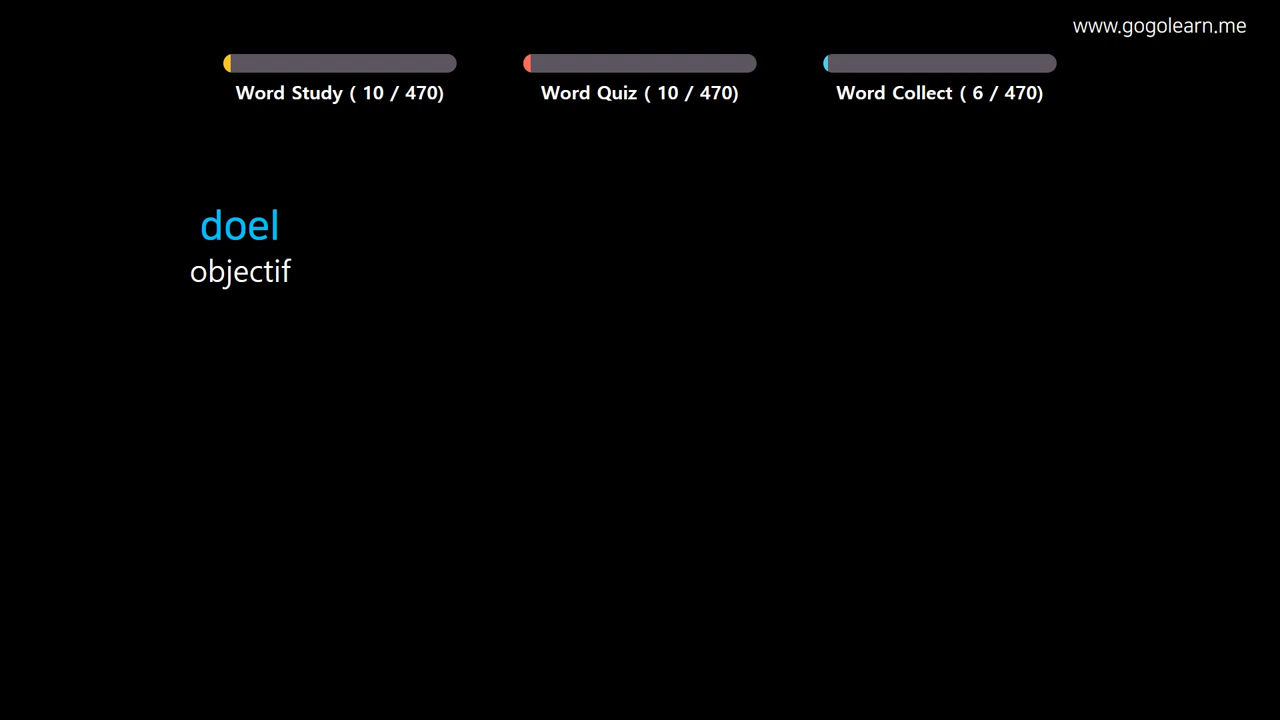 www.gogolearn.me
Word Study ( 10 / 470)
Word Quiz ( 10 / 470)
Word Collect ( 6 / 470)
doel
objectif